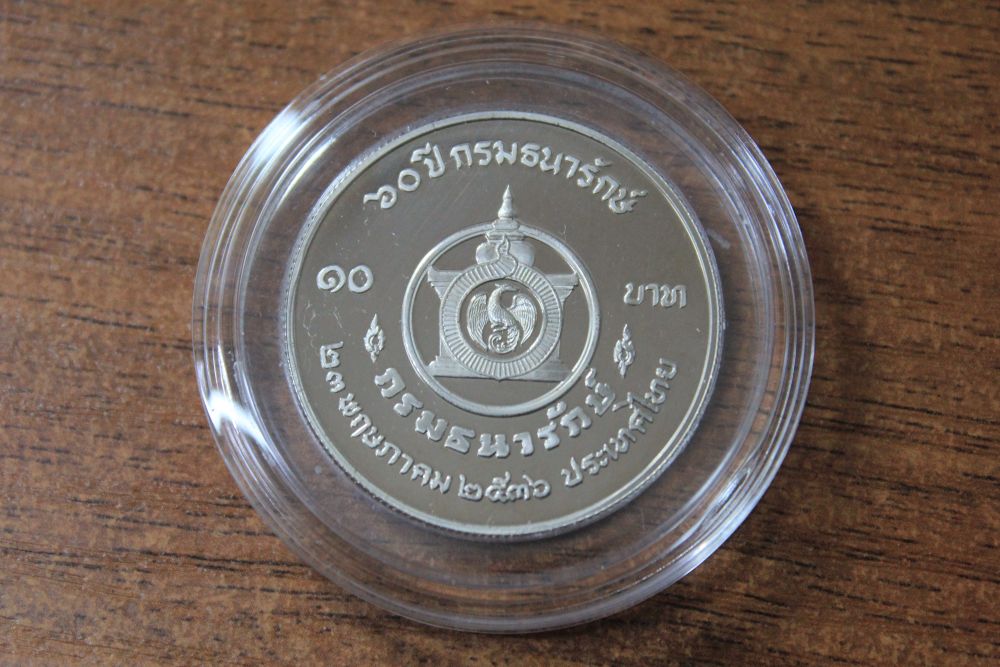 ๖๐ ปี กรมธนารักษ์
๑๐
บาท
กรมธนารักษ์
๒๓ พฤษภาคม ๒๕๓๖ ประเทศไทย